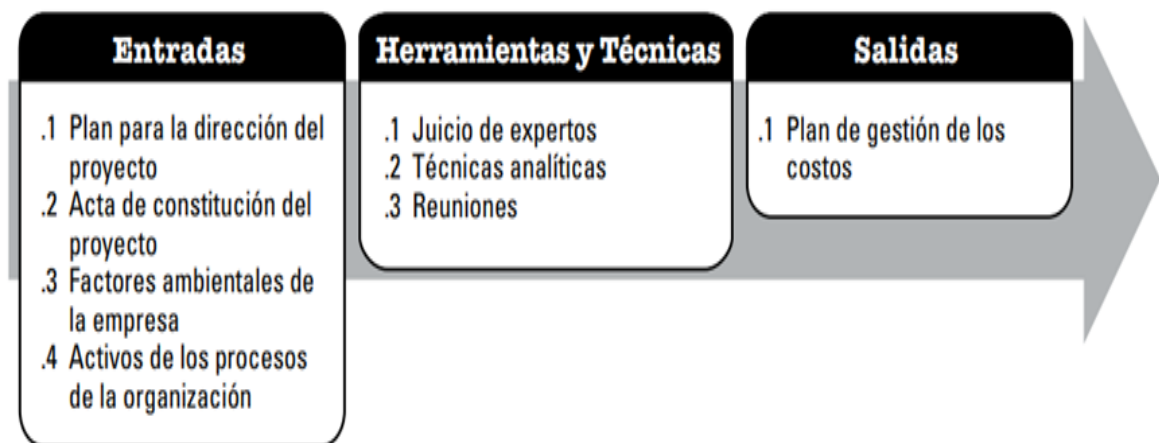 Entradas
.1 Plan para la dirección del
proyecto
.2 Acta de constitución del
proyecto
.3 Factores ambientales de
la empresa
.4 Activos de los procesos
de la organización
Herramientas y Técnicas
.1 Juicio de expertos
.2 Técnicas analíticas
.3 Reuniones
Salidas
.1 Plan de gestión de los
costos